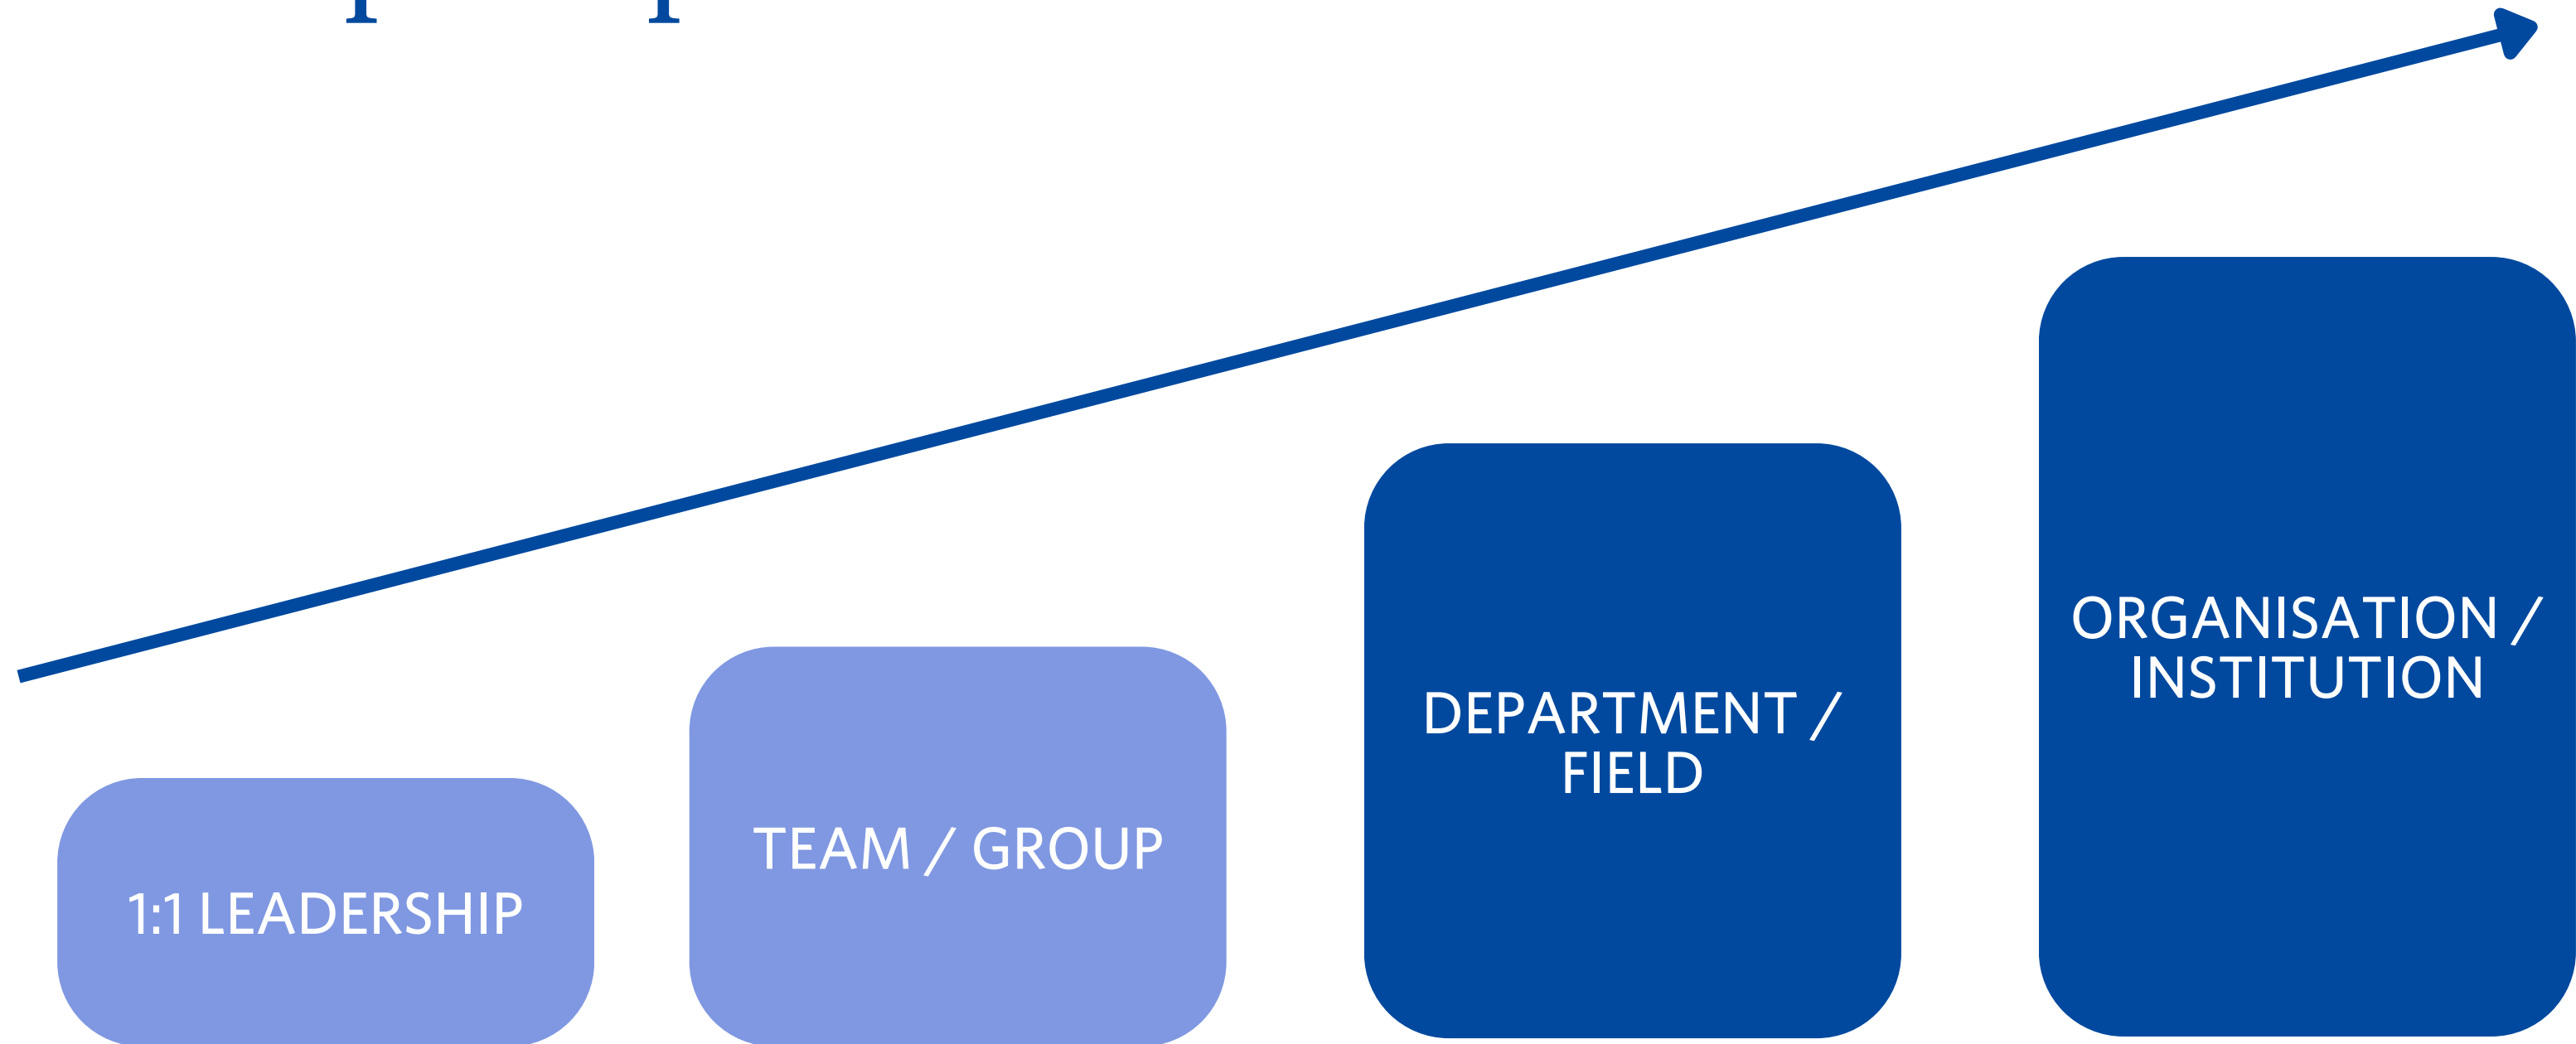 1:1 LEADERSHIP
TEAM / GROUP
DEPARTMENT /
FIELD
ORGANISATION /
INSTITUTION